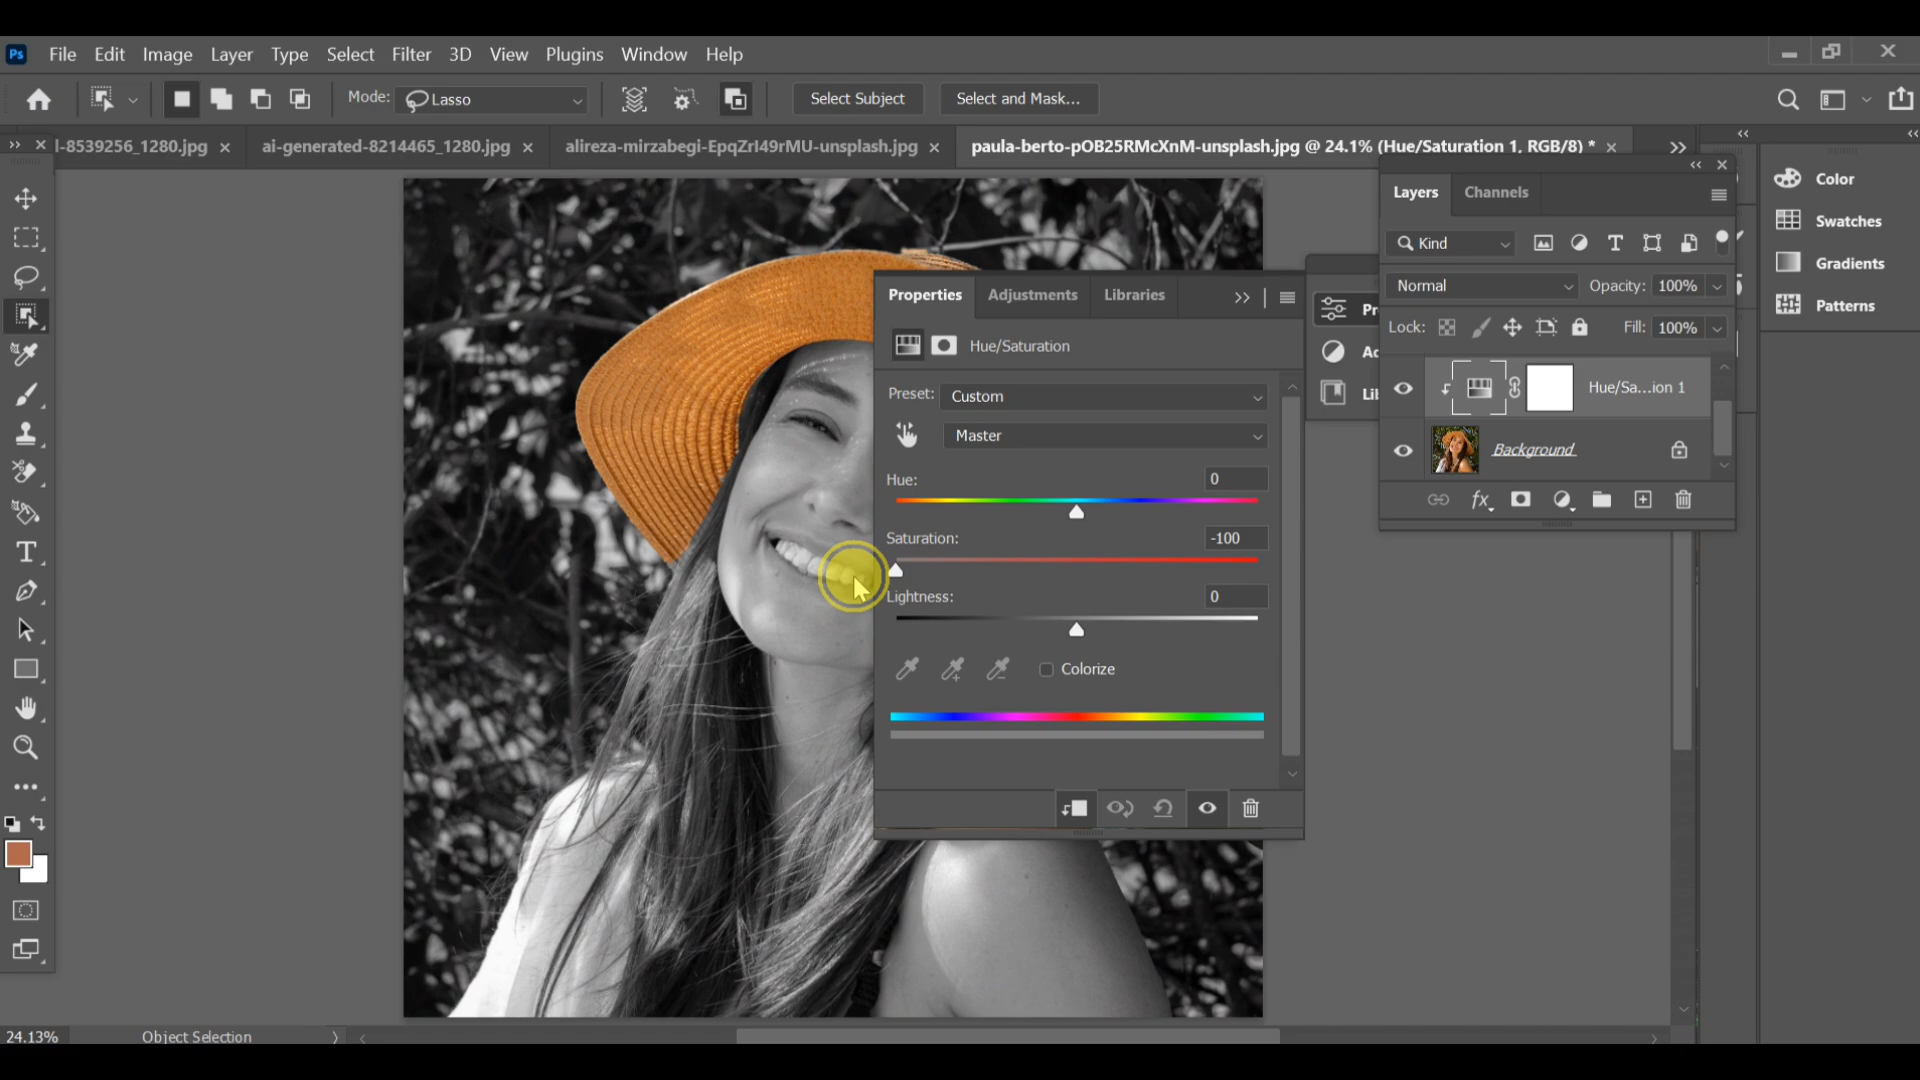 Ps File Edit Image Layer Type Select Filter 3D View Plugins Window Help
Mode: Lasso Select Subject Select and Mask...
l-8539256_1280.jpg × ai-generated-8214465_1280.jpg × alireza-mirzabegi-EpqZrI49rMU-unsplash.jpg × paula-berto-pOB25RMcXnM-unsplash.jpg @ 24.1% (Hue/Saturation 1, RGB/8) * ×
Properties Adjustments Libraries
Hue/Saturation
Preset: Custom
Master
Hue: 0
Saturation: -100
Lightness: 0
Colorize
Pr
Ad
Lil
Layers Channels
Kind
Normal Opacity: 100%
Lock: Fill: 100%
Hue/Sa...ion 1
Background
fx
Color
Swatches
Gradients
Patterns
24.13% Object Selection